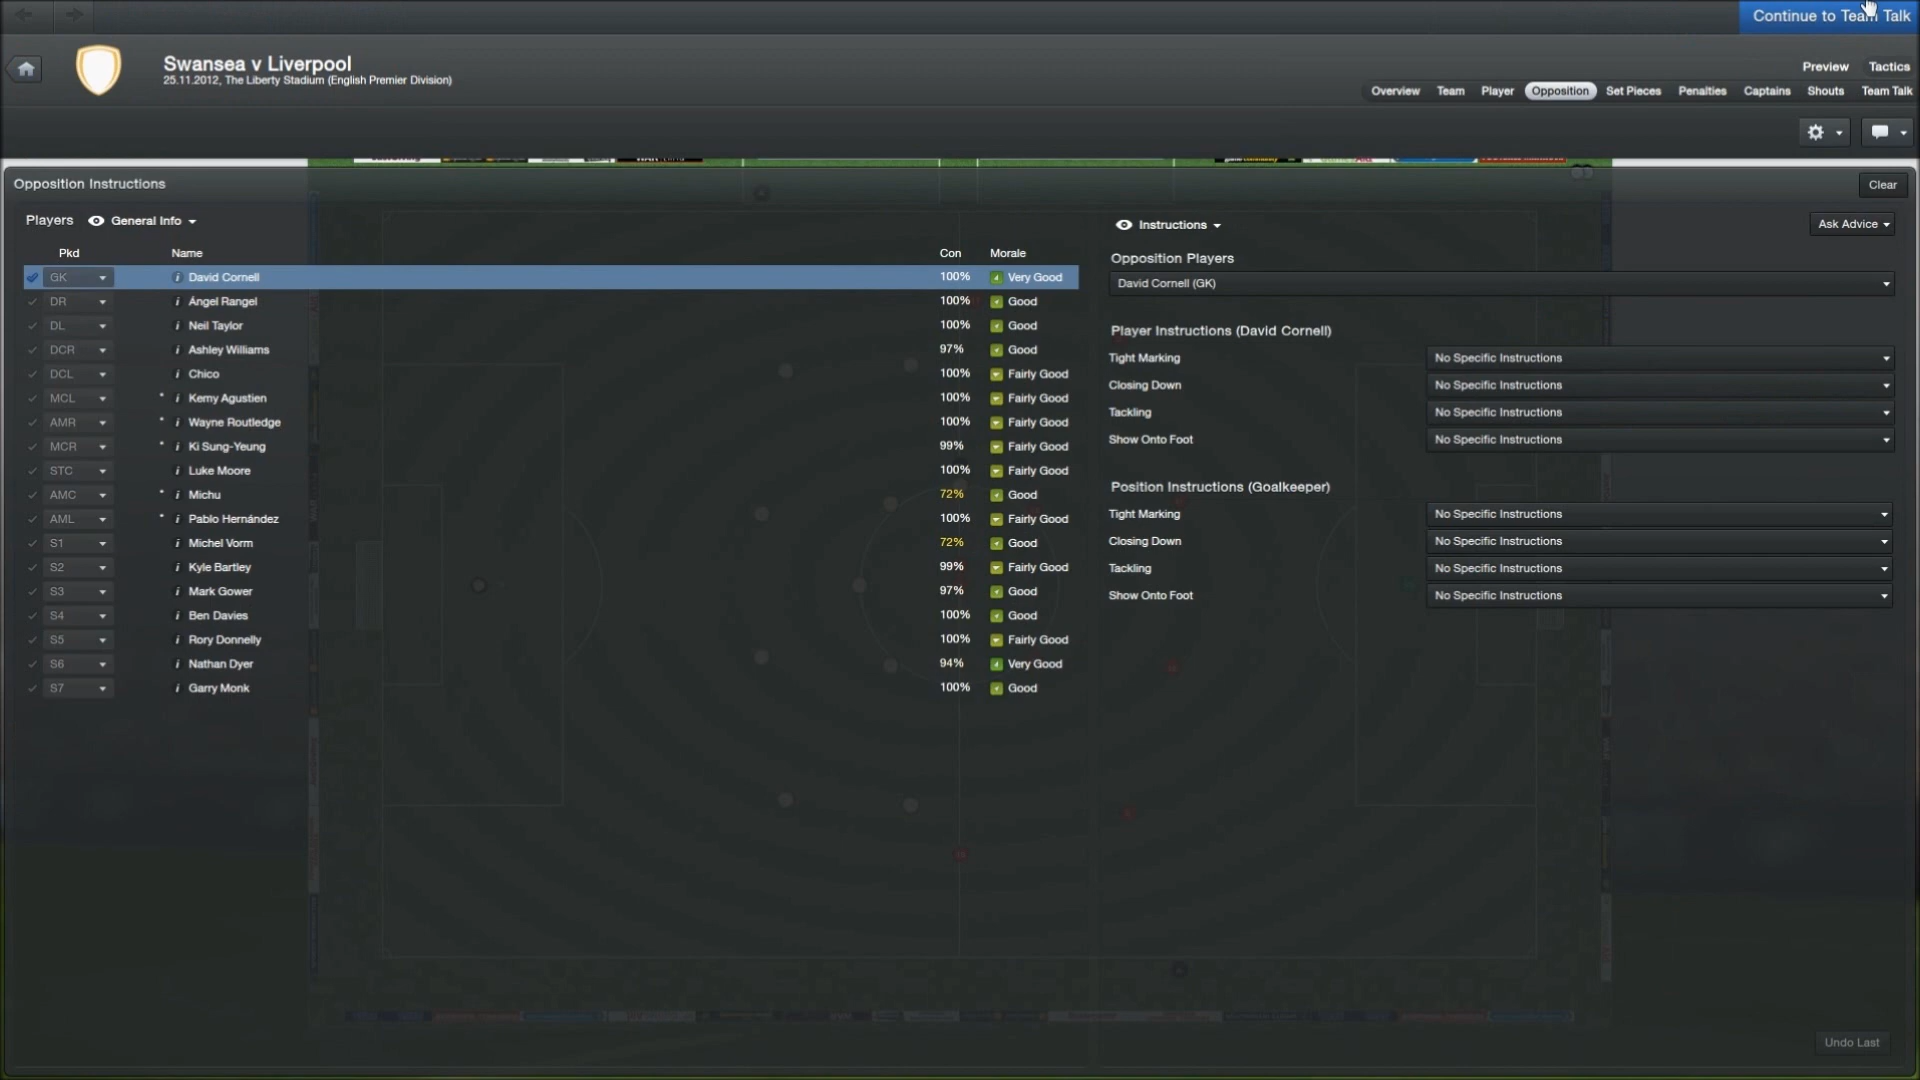 Continue to Team Talk
Swansea v Liverpool
25.11.2012, The Liberty Stadium (English Premier Division)
Preview Tactics
Overview Team Player Opposition Set Pieces Penalties Captains Shouts Team Talk
Opposition Instructions
Clear
Players General Info
Instructions
Ask Advice
Pkd Name Con Morale
GK i David Cornell 100% Very Good
DR i Ángel Rangel 100% Good
DL i Neil Taylor 100% Good
DCR i Ashley Williams 97% Good
DCL i Chico 100% Fairly Good
MCL * i Kemy Agustien 100% Fairly Good
AMR * i Wayne Routledge 100% Fairly Good
MCR * i Ki Sung-Yeung 99% Fairly Good
STC i Luke Moore 100% Fairly Good
AMC * i Michu 72% Good
AML * i Pablo Hernández 100% Fairly Good
S1 i Michel Vorm 72% Good
S2 i Kyle Bartley 99% Fairly Good
S3 i Mark Gower 97% Good
S4 i Ben Davies 100% Good
S5 i Rory Donnelly 100% Fairly Good
S6 i Nathan Dyer 94% Very Good
S7 i Garry Monk 100% Good
Opposition Players
David Cornell (GK)
Player Instructions (David Cornell)
Tight Marking No Specific Instructions
Closing Down No Specific Instructions
Tackling No Specific Instructions
Show Onto Foot No Specific Instructions
Position Instructions (Goalkeeper)
Tight Marking No Specific Instructions
Closing Down No Specific Instructions
Tackling No Specific Instructions
Show Onto Foot No Specific Instructions
Undo Last